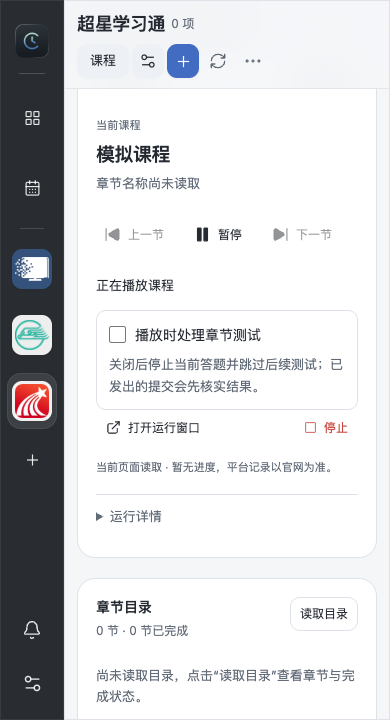 超星学习通 0 项
课程
当前课程
模拟课程
章节名称尚未读取
上一节 暂停 下一节
正在播放课程
播放时处理章节测试
关闭后停止当前答题并跳过后续测试；已
发出的提交会先核实结果。
打开运行窗口 停止
当前页面读取 · 暂无进度，平台记录以官网为准。
运行详情
章节目录
读取目录
0 节 · 0 节已完成
尚未读取目录，点击“读取目录”查看章节与完
成状态。